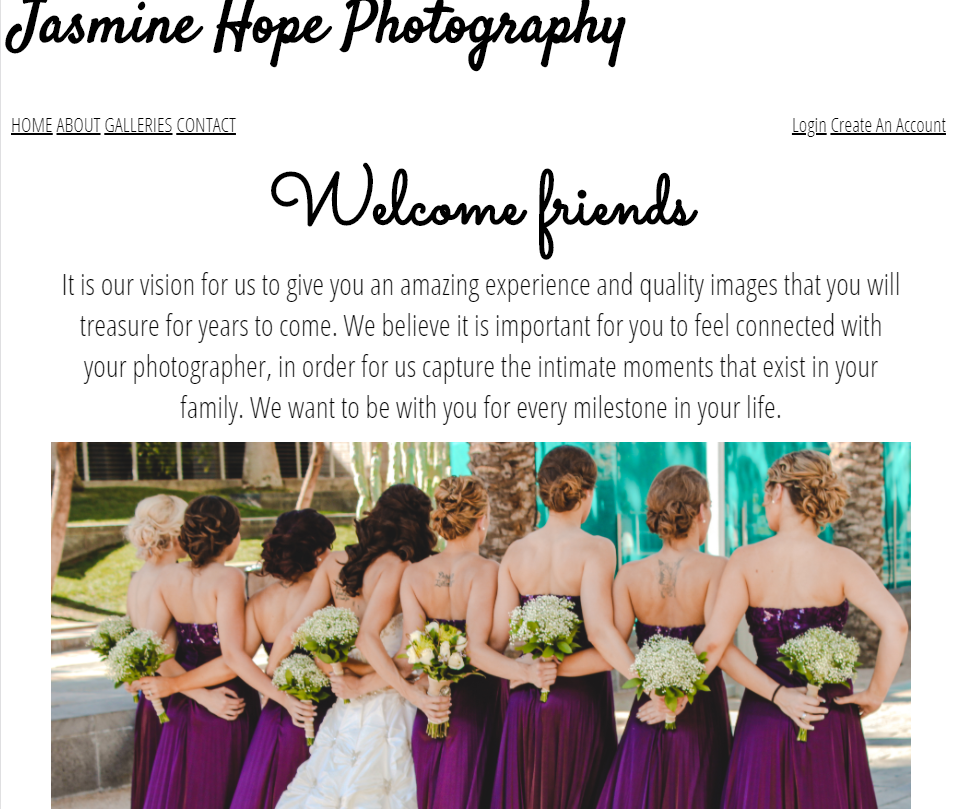 Jasmine Hope Photography
HOME ABOUT GALLERIES CONTACT
Login Create An Account
Welcome friends
It is our vision for us to give you an amazing experience and quality images that you will
treasure for years to come. We believe it is important for you to feel connected with
your photographer, in order for us capture the intimate moments that exist in your
family. We want to be with you for every milestone in your life.